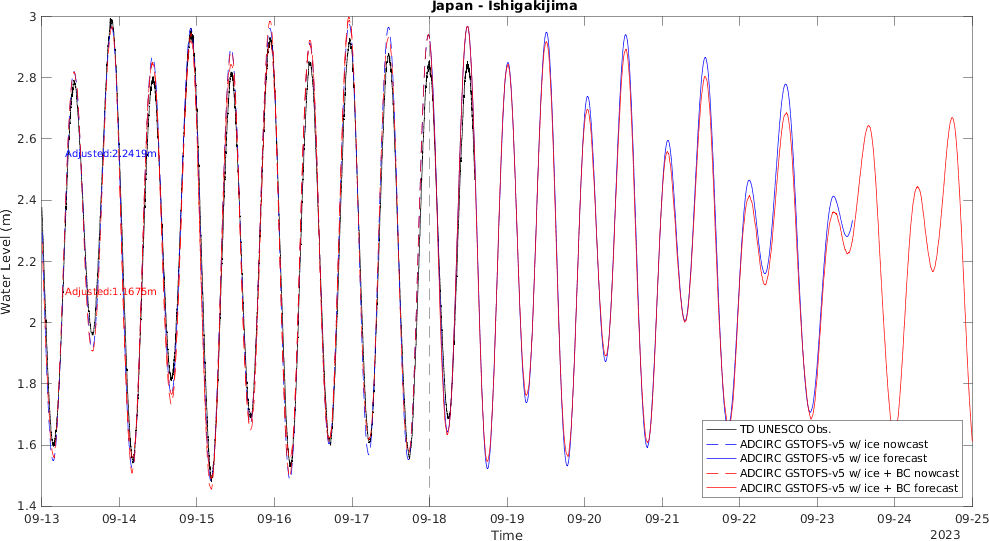 Japan - Ishigakijima
Water Level (m)
3
2.8
2.6
2.4
2.2
2
1.8
1.6
1.4
Adjusted:2.2419m
Adjusted:1.1675m
TD UNESCO Obs.
ADCIRC GSTOFS-v5 w/ ice nowcast
ADCIRC GSTOFS-v5 w/ ice forecast
ADCIRC GSTOFS-v5 w/ ice + BC nowcast
ADCIRC GSTOFS-v5 w/ ice + BC forecast
09-13 09-14 09-15 09-16 09-17 09-18 09-19 09-20 09-21 09-22 09-23 09-24 09-25
Time
2023